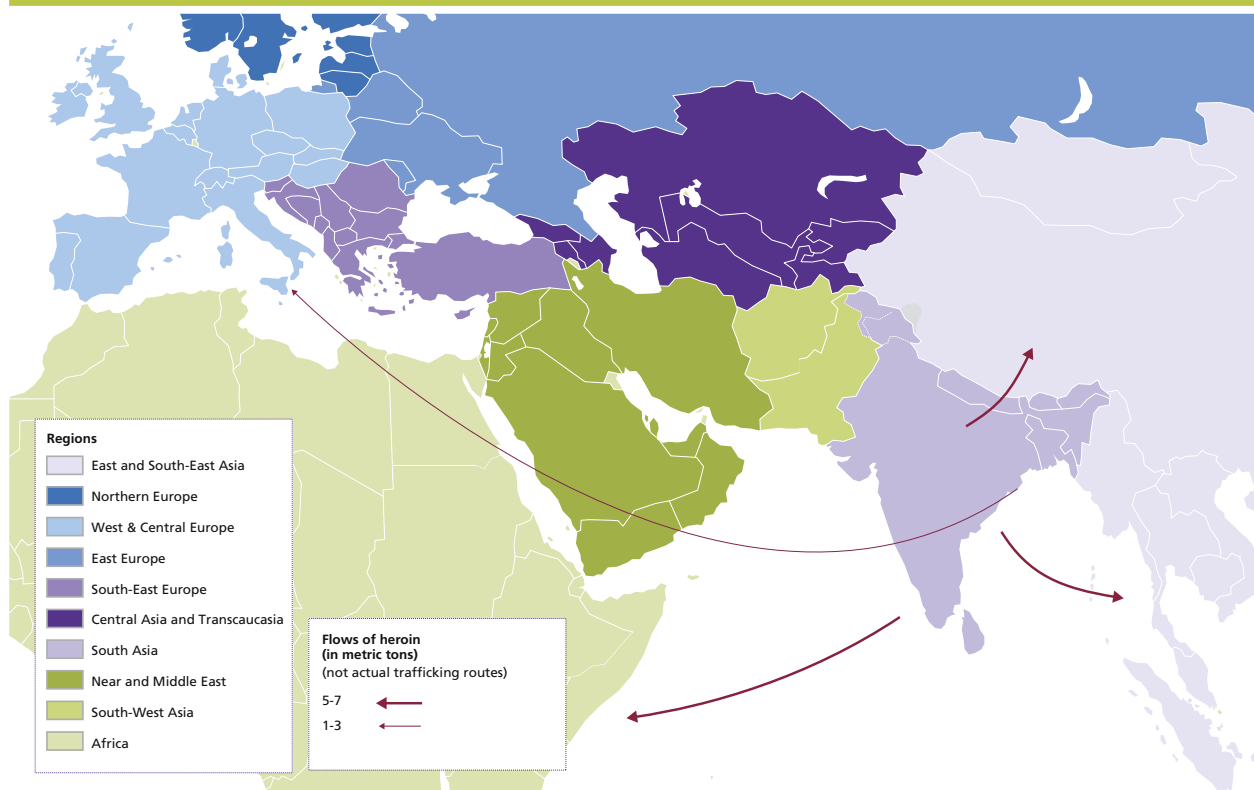 Regions
East and South-East Asia
Northern Europe
West & Central Europe
East Europe
South-East Europe
Central Asia and Transcaucasia
South Asia
Near and Middle East
South-West Asia
Africa
Flows of heroin
(in metric tons)
(not actual trafficking routes)
5-7
1-3